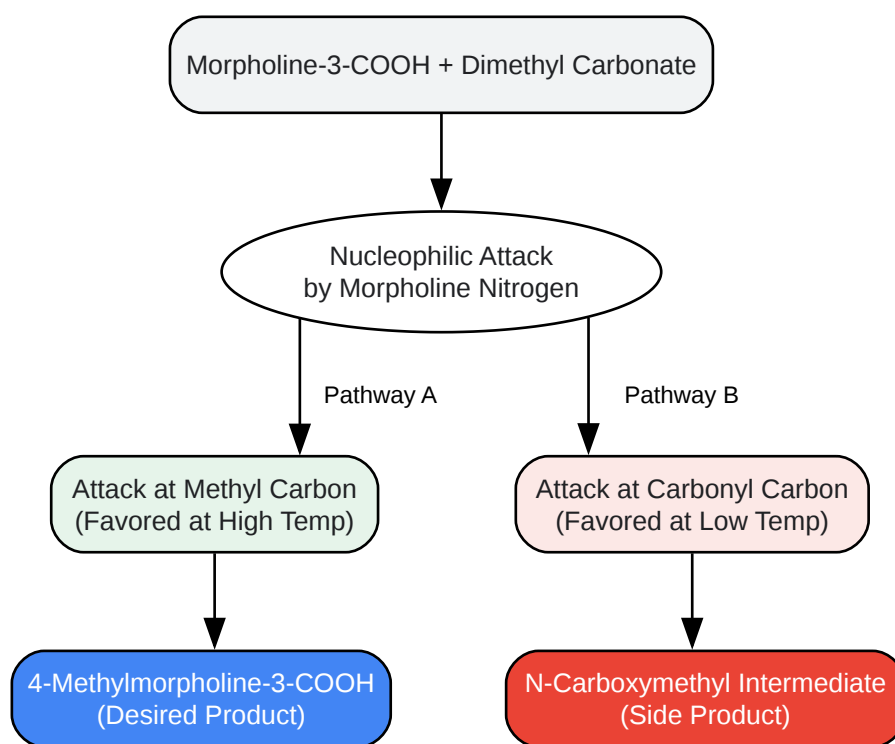 Morpholine-3-COOH + Dimethyl Carbonate
Nucleophilic Attack
by Morpholine Nitrogen
Pathway A
Pathway B
Attack at Methyl Carbon
(Favored at High Temp)
Attack at Carbonyl Carbon
(Favored at Low Temp)
4-Methylmorpholine-3-COOH
(Desired Product)
N-Carboxymethyl Intermediate
(Side Product)